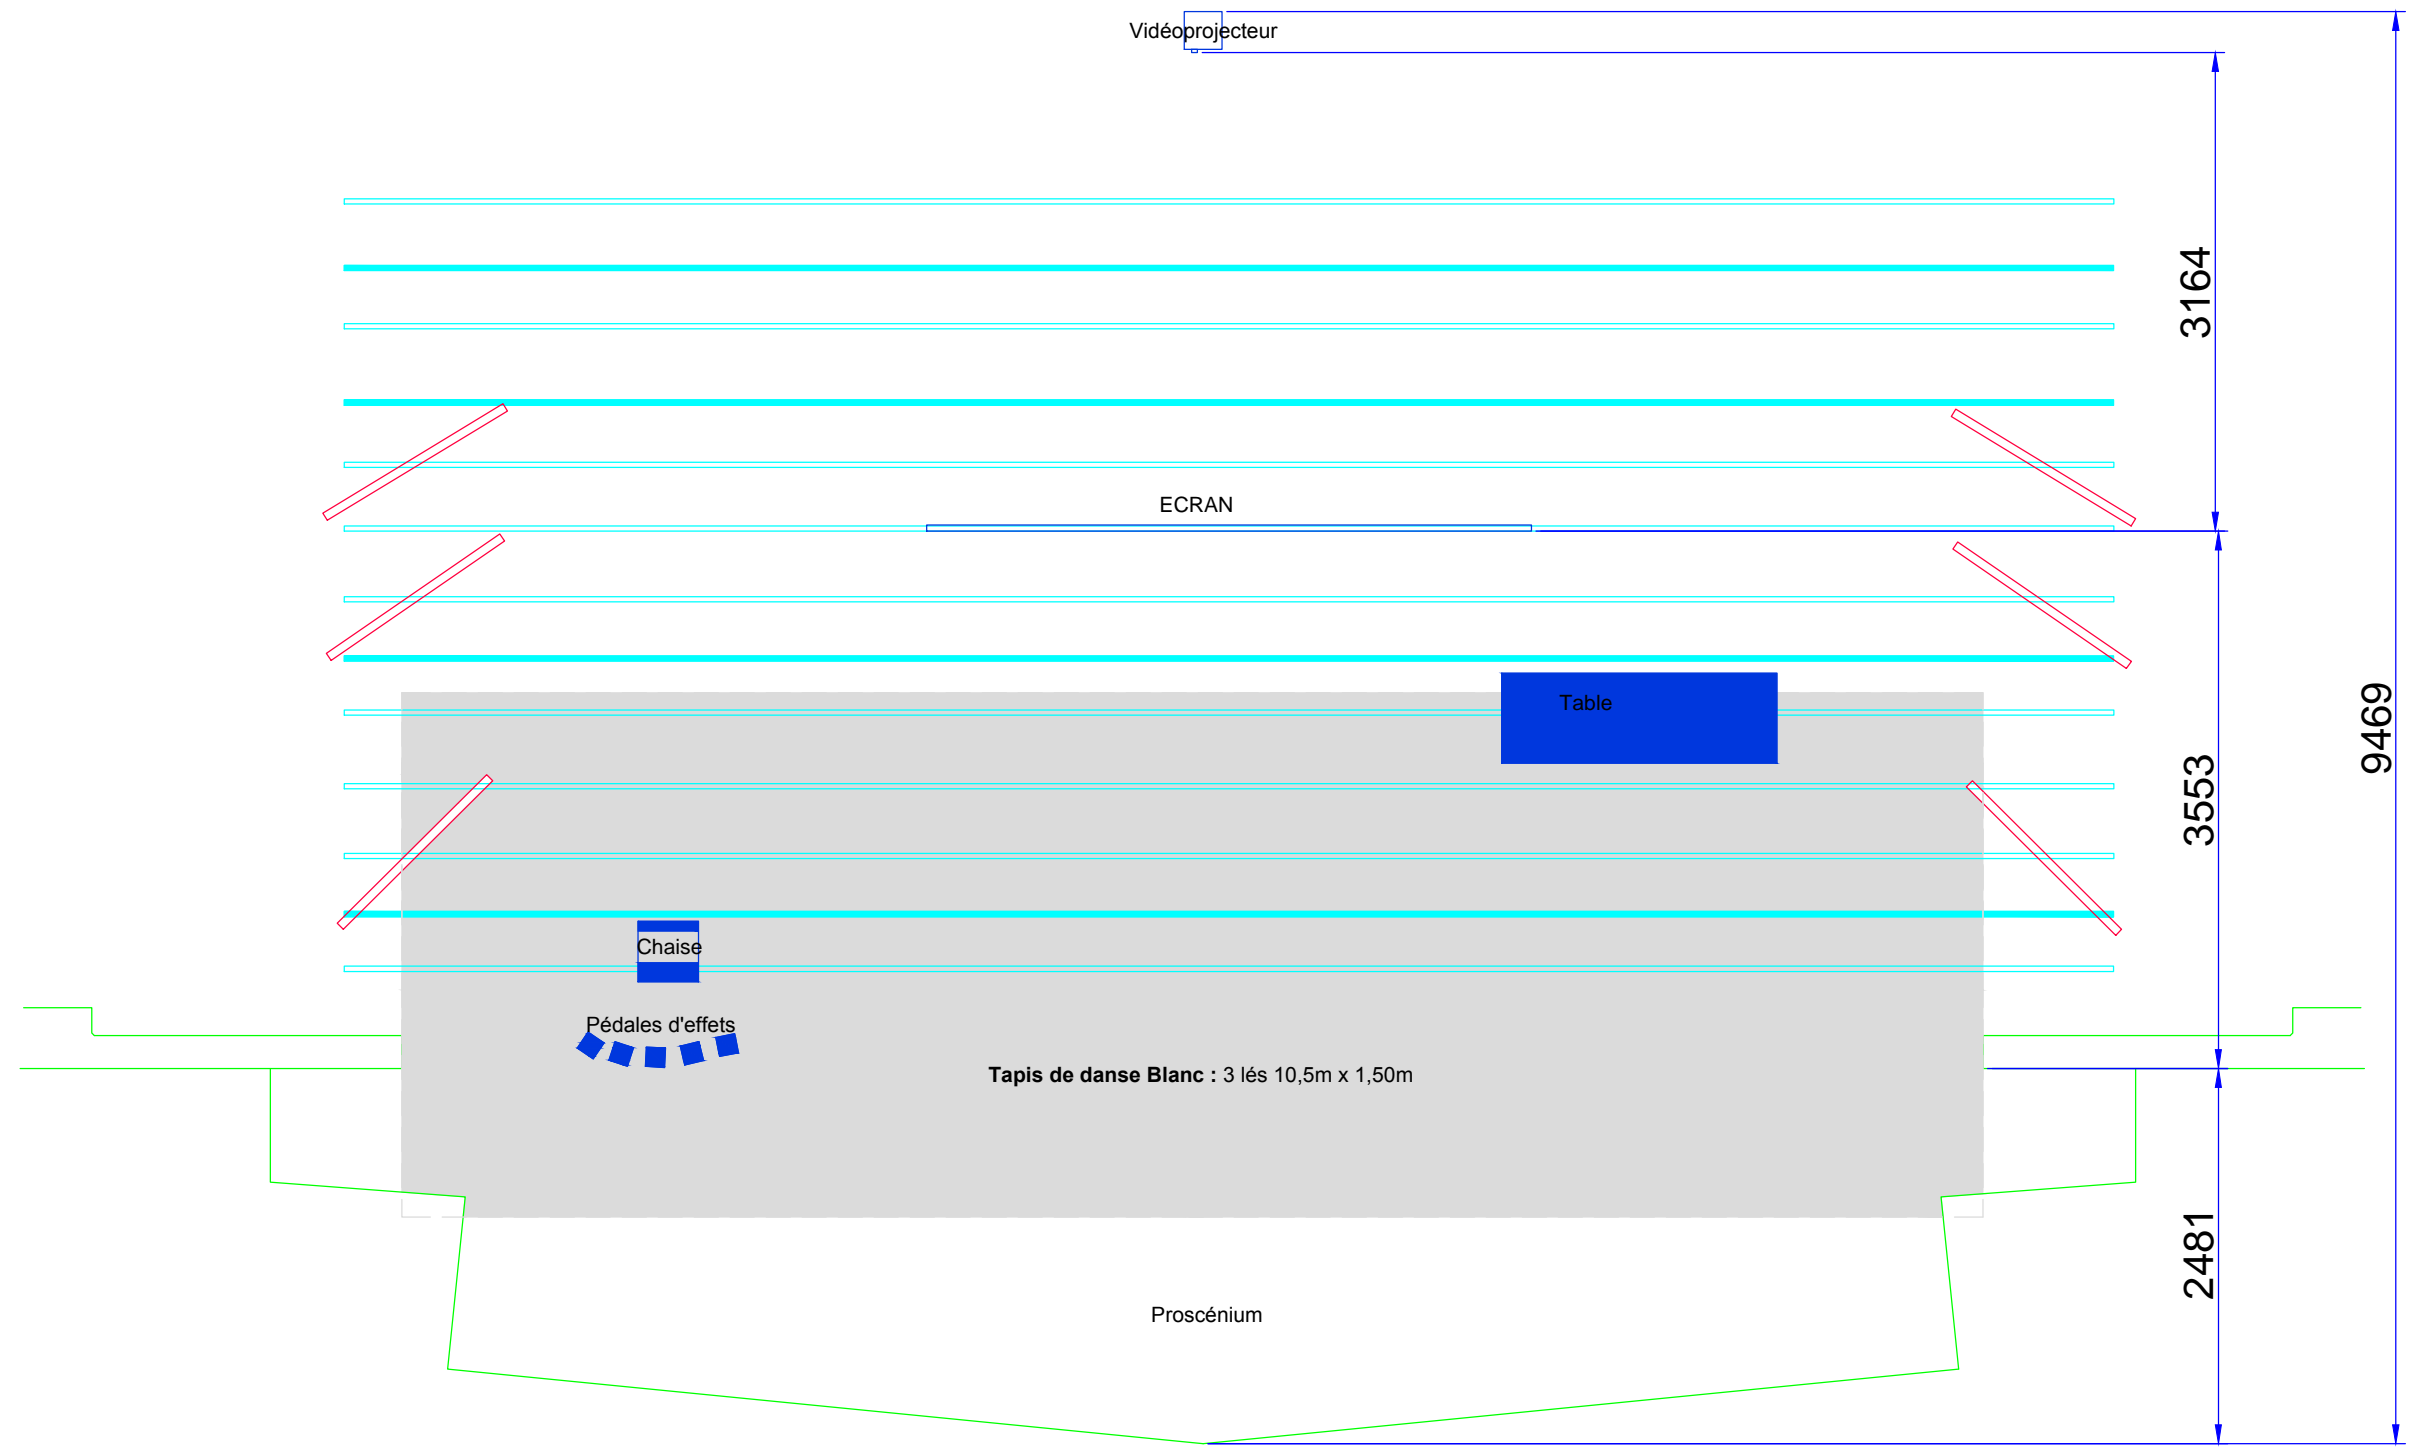 Vidéoprojecteur
3164
ECRAN
9469
Table
3553
Chaise
Pédales d'effets
Tapis de danse Blanc : 3 lés 10,5m x 1,50m
2481
Proscénium